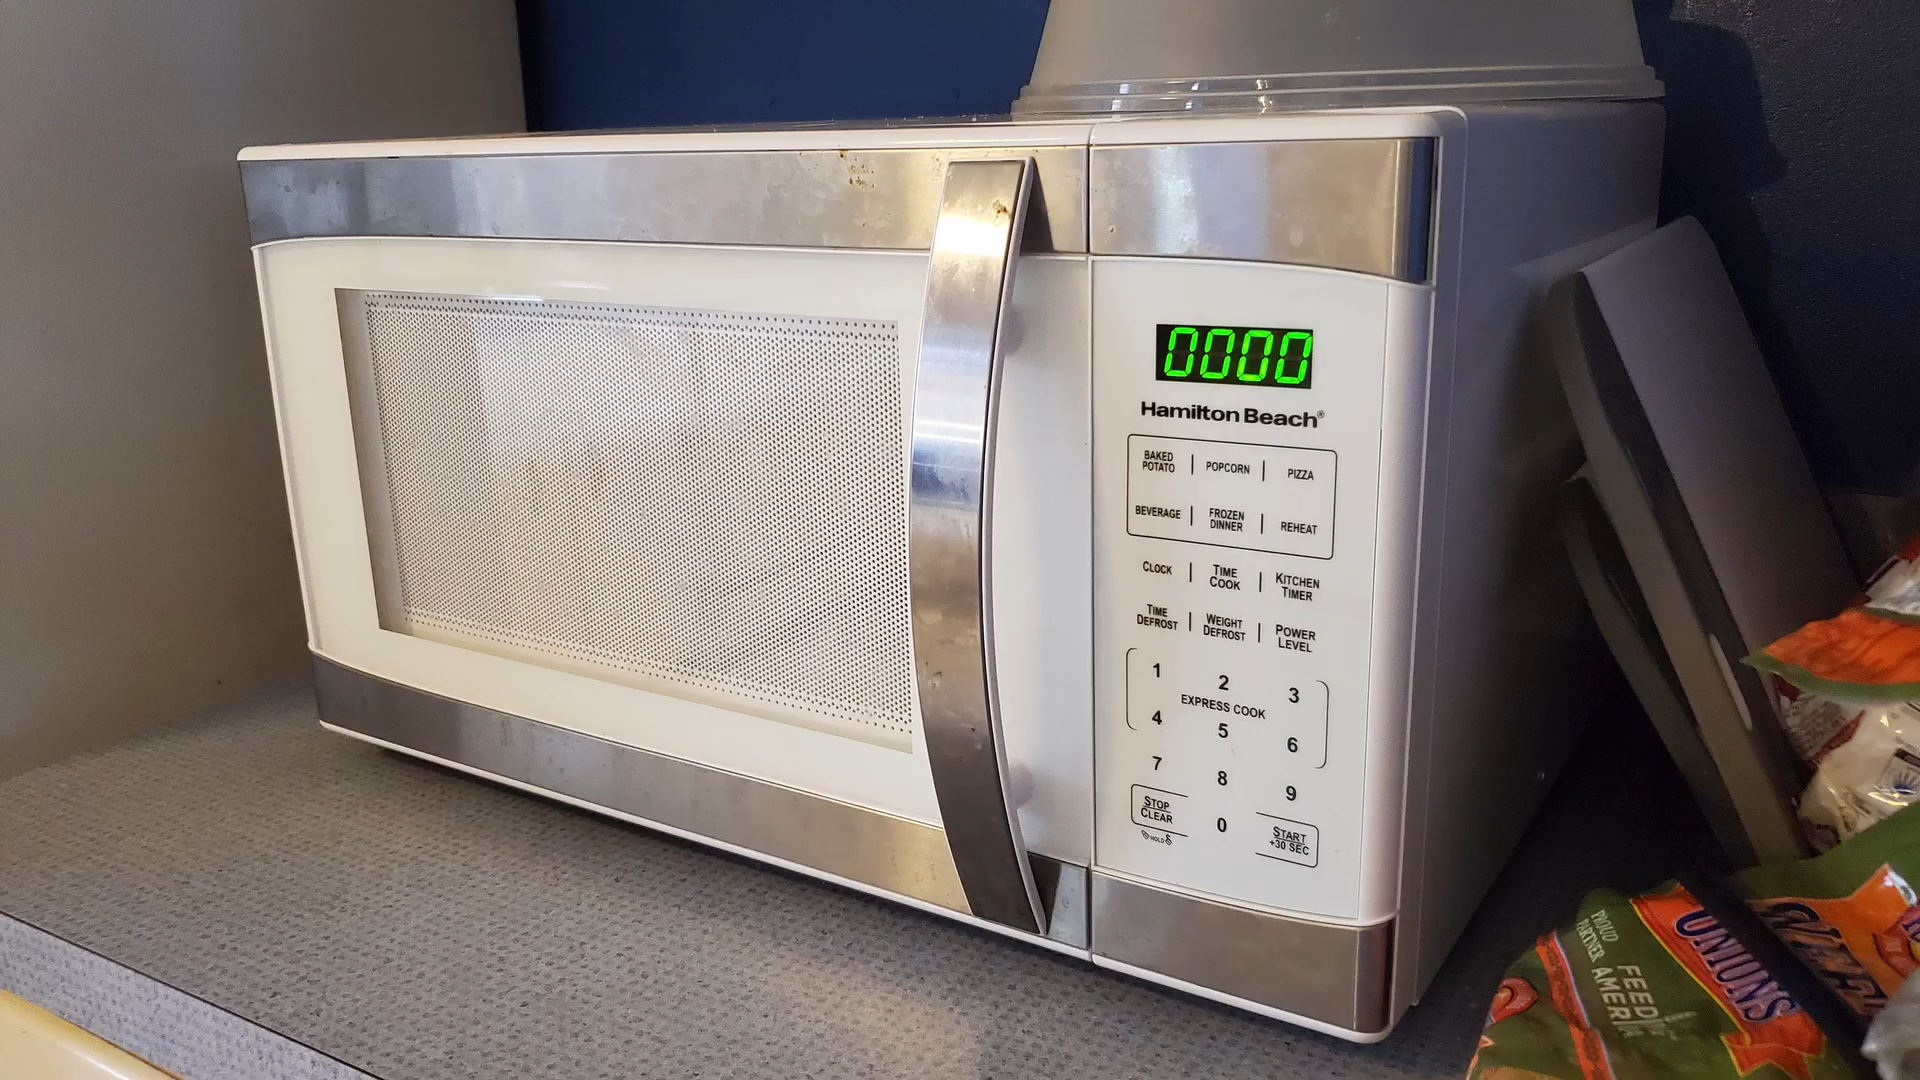 0000
Hamilton Beach®
BAKED POTATO | POPCORN | PIZZA
BEVERAGE | FROZEN DINNER | REHEAT
CLOCK | TIME COOK | KITCHEN TIMER
TIME DEFROST | WEIGHT DEFROST | POWER LEVEL
1 2 3
EXPRESS COOK
4 5 6
7 8 9
STOP CLEAR 0 START +30 SEC
HOLD
PROUD
PARTNER
FEED
AMERI